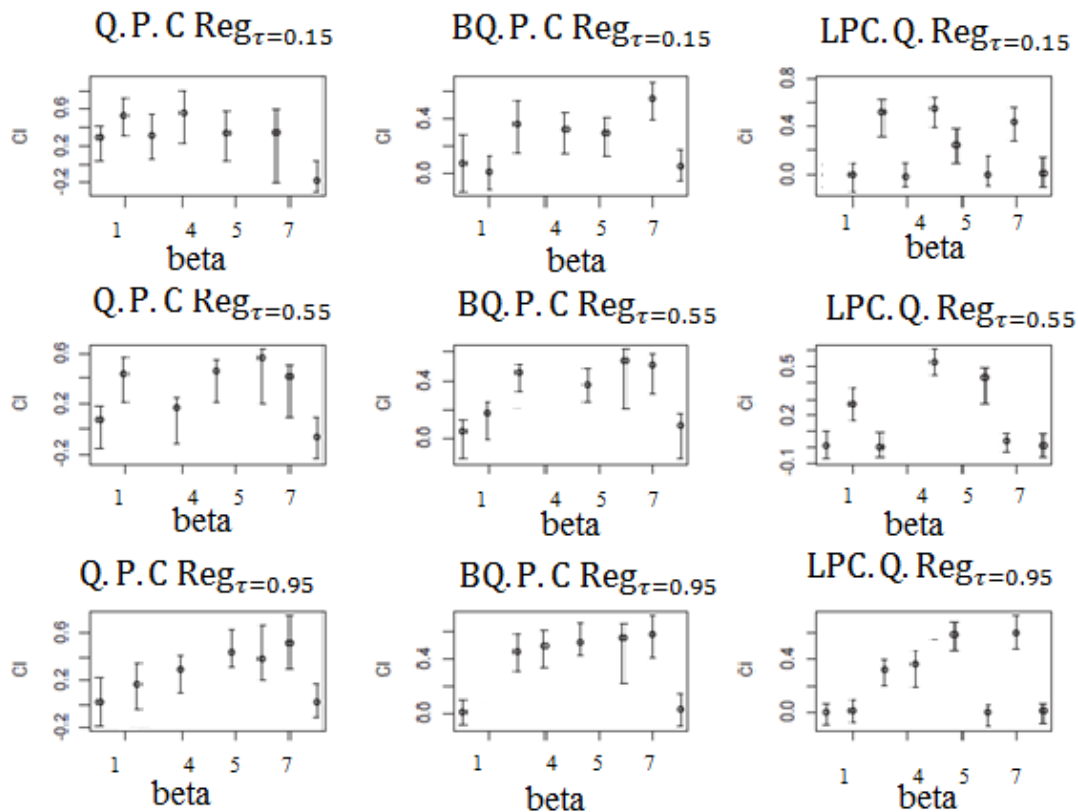 Q. P. C Reg τ=0.15
BQ. P. C Reg τ=0.15
LPC. Q. Reg τ=0.15
CI
-0.2 0.2 0.6
1 4 5 7
beta
CI
0.0 0.4
1 4 5 7
beta
CI
0.0 0.4 0.8
1 4 5 7
beta
Q. P. C Reg τ=0.55
BQ. P. C Reg τ=0.55
LPC. Q. Reg τ=0.55
CI
-0.2 0.2 0.6
1 4 5 7
beta
CI
0.0 0.4
1 4 5 7
beta
CI
-0.1 0.2 0.5
1 4 5 7
beta
Q. P. C Reg τ=0.95
BQ. P. C Reg τ=0.95
LPC. Q. Reg τ=0.95
CI
-0.2 0.2 0.6
1 4 5 7
beta
CI
0.0 0.4
1 4 5 7
beta
CI
0.0 0.4
1 4 5 7
beta